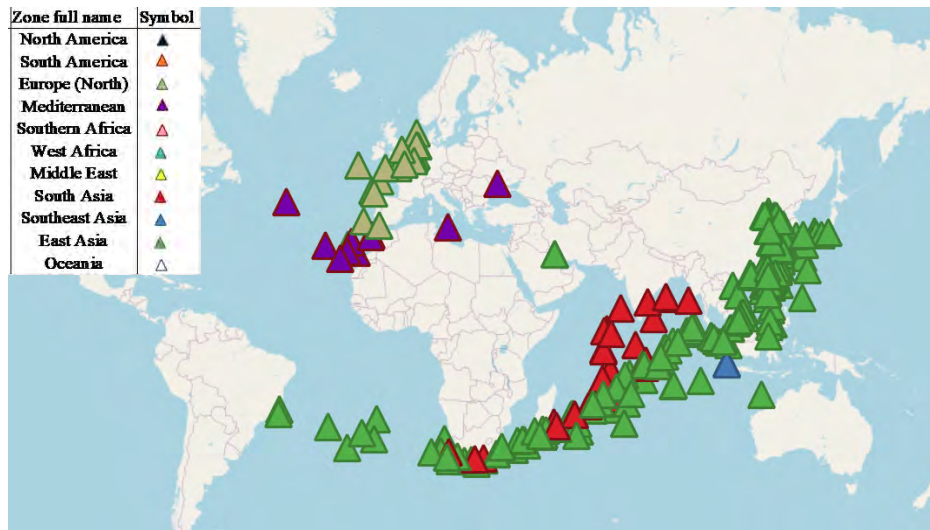 Zone full name Symbol
North America
South America
Europe (North)
Mediterranean
Southern Africa
West Africa
Middle East
South Asia
Southeast Asia
East Asia
Oceania